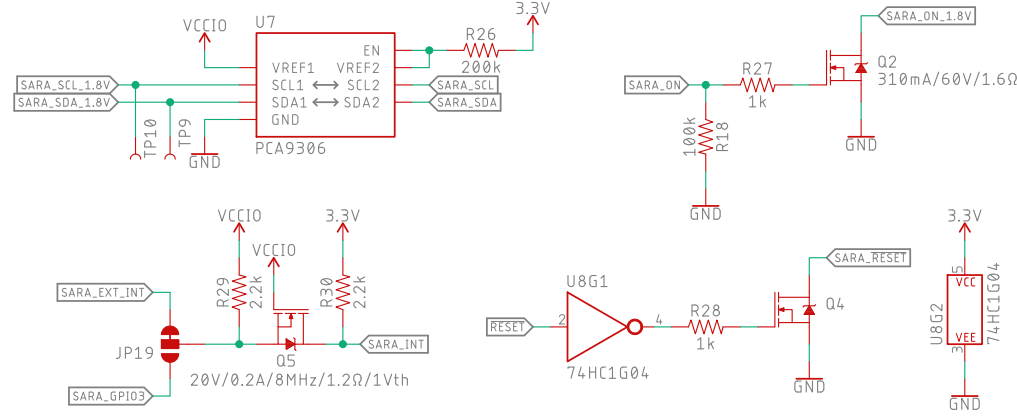 VCCIO
U7
3.3V
R26
200k
EN
VREF1
VREF2
SARA_SCL_1.8V
SCL1
SCL2
SARA_SCL
SARA_SDA_1.8V
SDA1
SDA2
SARA_SDA
GND
TP10
TP9
GND
PCA9306
SARA_ON_1.8V
Q2
310mA/60V/1.6Ω
SARA_ON
R27
1k
100k
R18
GND
GND
VCCIO
3.3V
VCCIO
R29
2.2k
R30
2.2k
SARA_EXT_INT
JP19
SARA_INT
Q5
20V/0.2A/8MHz/1.2Ω/1Vth
SARA_GPIO3
U8G1
SARA_RESET
R28
1k
Q4
RESET
2
4
74HC1G04
GND
3.3V
5
VCC
U8G2
74HC1G04
VEE
3
GND